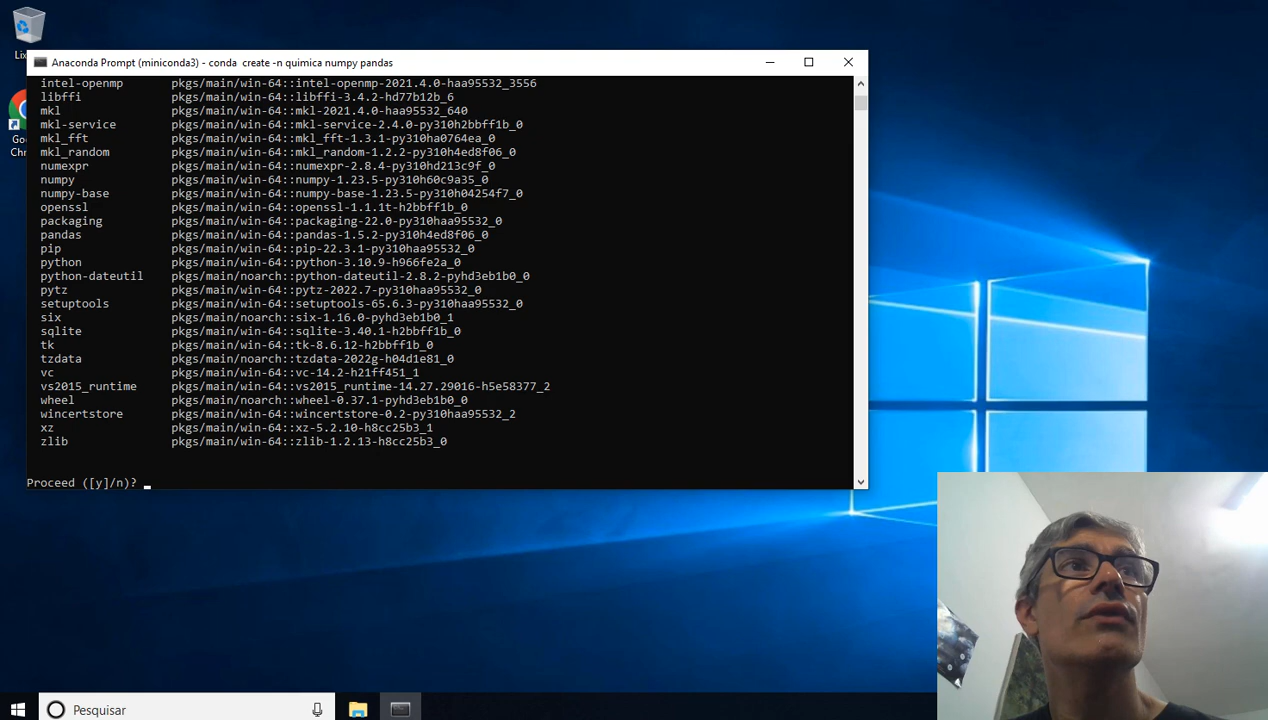 Lix
Anaconda Prompt (miniconda3) - conda  create -n quimica numpy pandas
intel-openmp pkgs/main/win-64::intel-openmp-2021.4.0-haa95532_3556
libffi pkgs/main/win-64::libffi-3.4.2-hd77b12b_6
mkl pkgs/main/win-64::mkl-2021.4.0-haa95532_640
mkl-service pkgs/main/win-64::mkl-service-2.4.0-py310h2bbff1b_0
mkl_fft pkgs/main/win-64::mkl_fft-1.3.1-py310ha0764ea_0
mkl_random pkgs/main/win-64::mkl_random-1.2.2-py310h4ed8f06_0
numexpr pkgs/main/win-64::numexpr-2.8.4-py310hd213c9f_0
numpy pkgs/main/win-64::numpy-1.23.5-py310h60c9a35_0
numpy-base pkgs/main/win-64::numpy-base-1.23.5-py310h04254f7_0
openssl pkgs/main/win-64::openssl-1.1.1t-h2bbff1b_0
packaging pkgs/main/win-64::packaging-22.0-py310haa95532_0
pandas pkgs/main/win-64::pandas-1.5.2-py310h4ed8f06_0
pip pkgs/main/win-64::pip-22.3.1-py310haa95532_0
python pkgs/main/win-64::python-3.10.9-h966fe2a_0
python-dateutil pkgs/main/noarch::python-dateutil-2.8.2-pyhd3eb1b0_0
pytz pkgs/main/win-64::pytz-2022.7-py310haa95532_0
setuptools pkgs/main/win-64::setuptools-65.6.3-py310haa95532_0
six pkgs/main/noarch::six-1.16.0-pyhd3eb1b0_1
sqlite pkgs/main/win-64::sqlite-3.40.1-h2bbff1b_0
tk pkgs/main/win-64::tk-8.6.12-h2bbff1b_0
tzdata pkgs/main/noarch::tzdata-2022g-h04d1e81_0
vc pkgs/main/win-64::vc-14.2-h21ff451_1
vs2015_runtime pkgs/main/win-64::vs2015_runtime-14.27.29016-h5e58377_2
wheel pkgs/main/noarch::wheel-0.37.1-pyhd3eb1b0_0
wincertstore pkgs/main/win-64::wincertstore-0.2-py310haa95532_2
xz pkgs/main/win-64::xz-5.2.10-h8cc25b3_1
zlib pkgs/main/win-64::zlib-1.2.13-h8cc25b3_0
Proceed ([y]/n)?
Go
Chr
Pesquisar